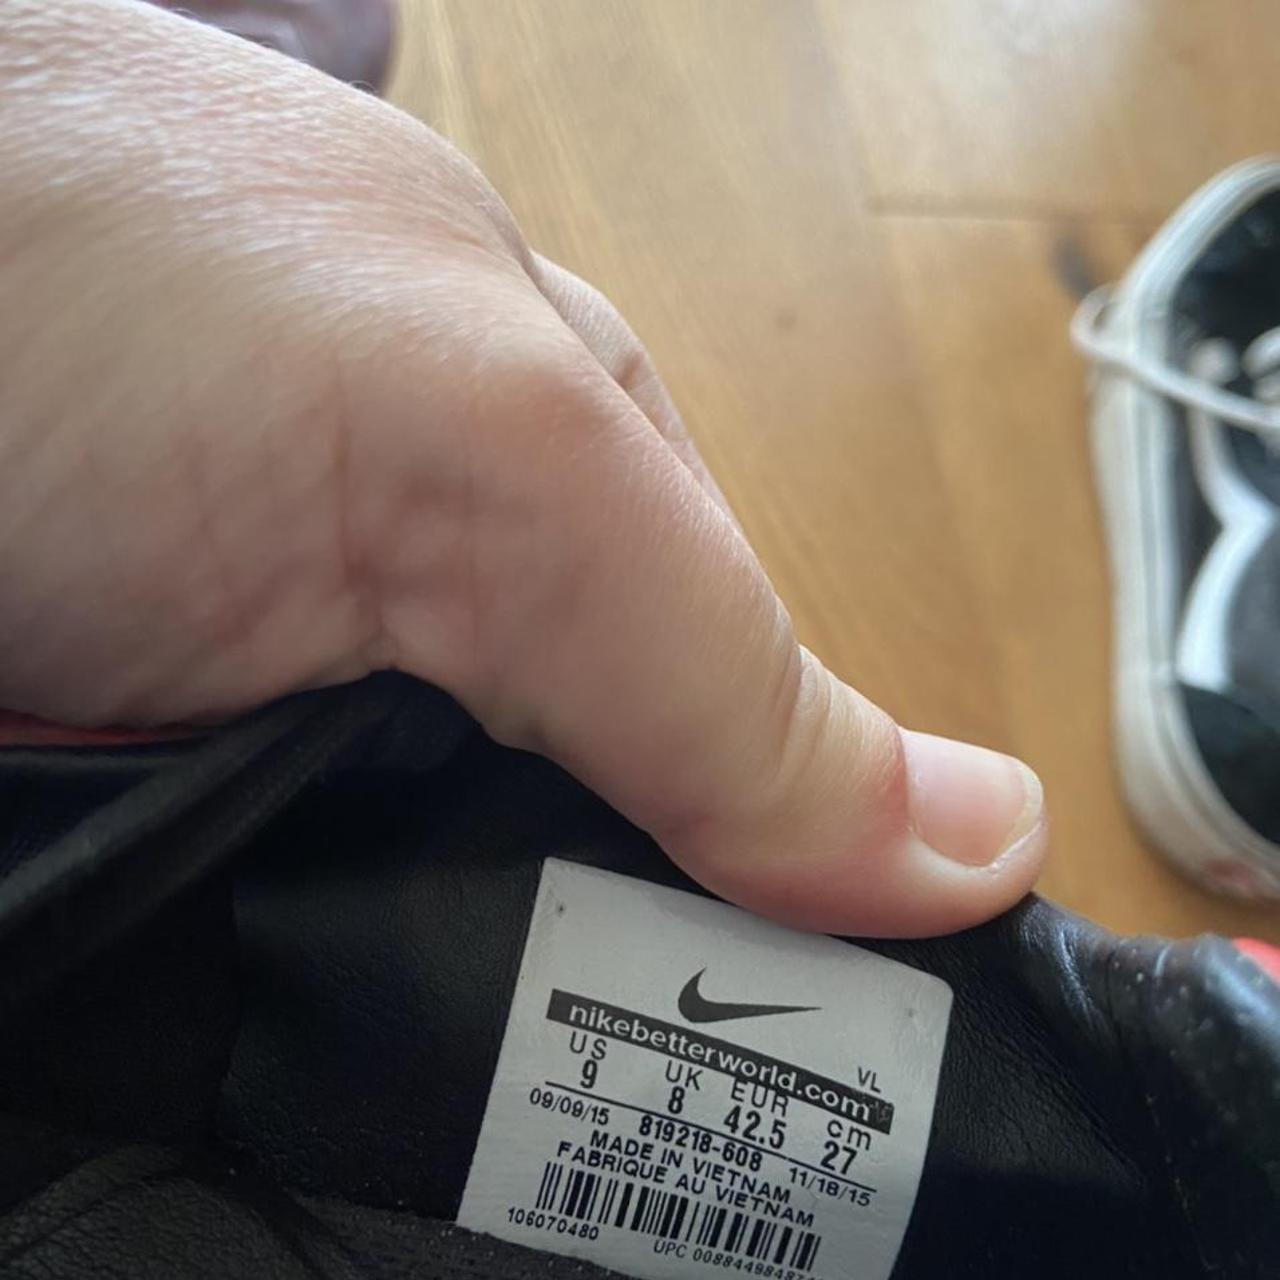 nikebetterworld.com
VL
US UK EUR cm
9 8 42.5 27
09/09/15 819218-608 11/18/15
MADE IN VIETNAM
FABRIQUE AU VIETNAM
106070480
UPC